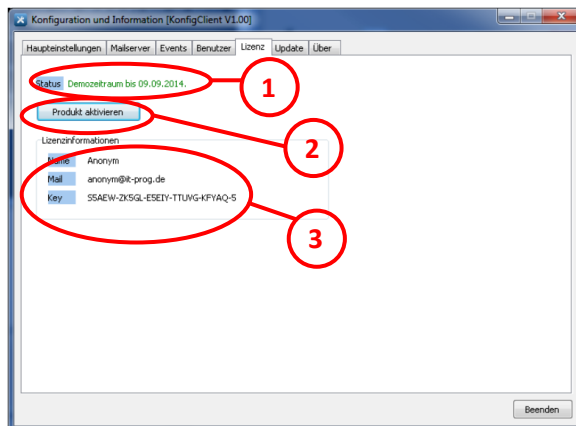 Konfiguration und Information [KonfigClient V1.00]
Haupteinstellungen Mailserver Events Benutzer Lizenz Update Über
Status Demozeitraum bis 09.09.2014.
1
Produkt aktivieren
2
Lizenzinformationen
Name Anonym
Mail anonym@it-prog.de
Key S5AEW-ZK5GL-ESEIY-TTUVG-KFYAQ-5
3
Beenden